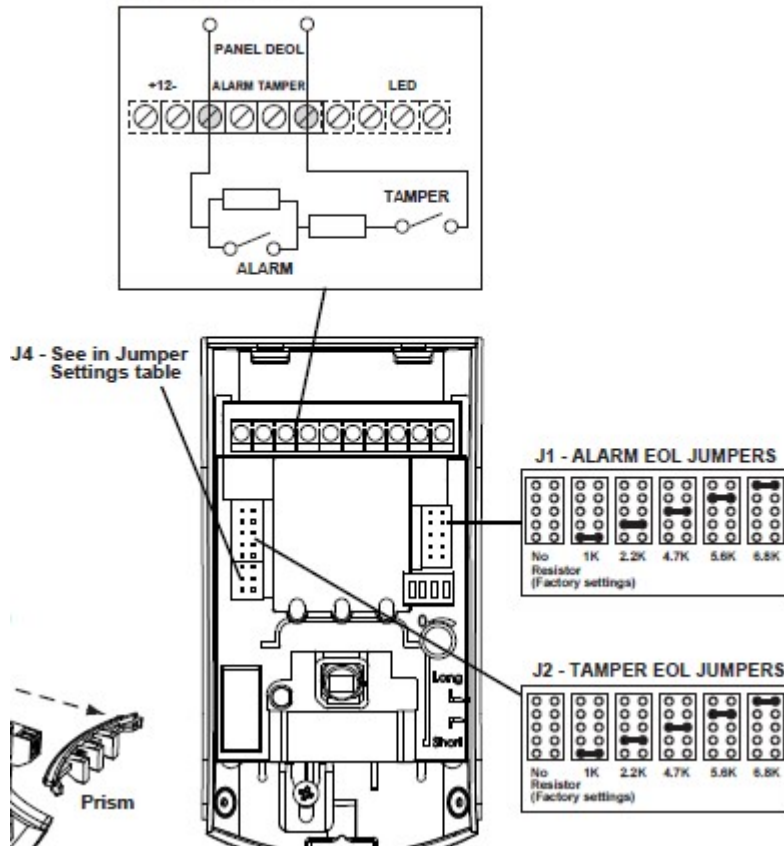 PANEL DEOL
+12- ALARM TAMPER LED
TAMPER
ALARM
J4 - See in Jumper
Settings table
J1 - ALARM EOL JUMPERS
No 1K 2.2K 4.7K 5.6K 6.8K
Resistor
(Factory settings)
Long
Short
J2 - TAMPER EOL JUMPERS
No 1K 2.2K 4.7K 5.6K 6.8K
Resistor
(Factory settings)
Prism